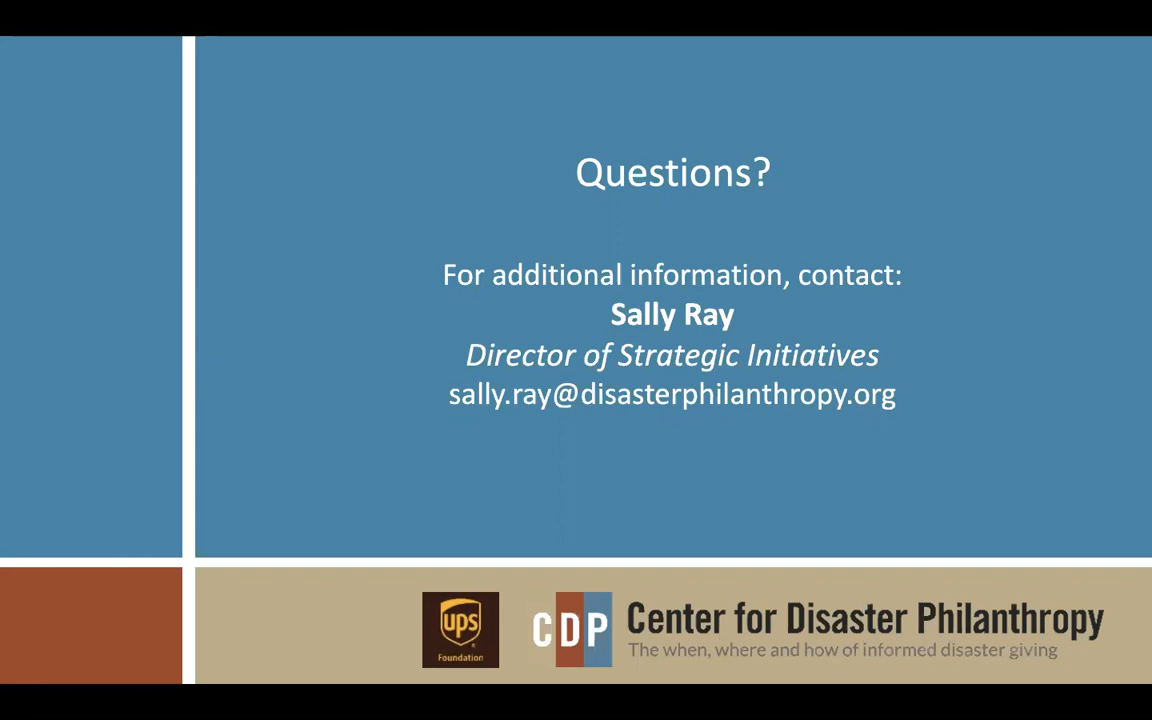 Questions?
For additional information, contact:
Sally Ray
Director of Strategic Initiatives
sally.ray@disasterphilanthropy.org
ups
Foundation
CDP
Center for Disaster Philanthropy
The when, where and how of informed disaster giving